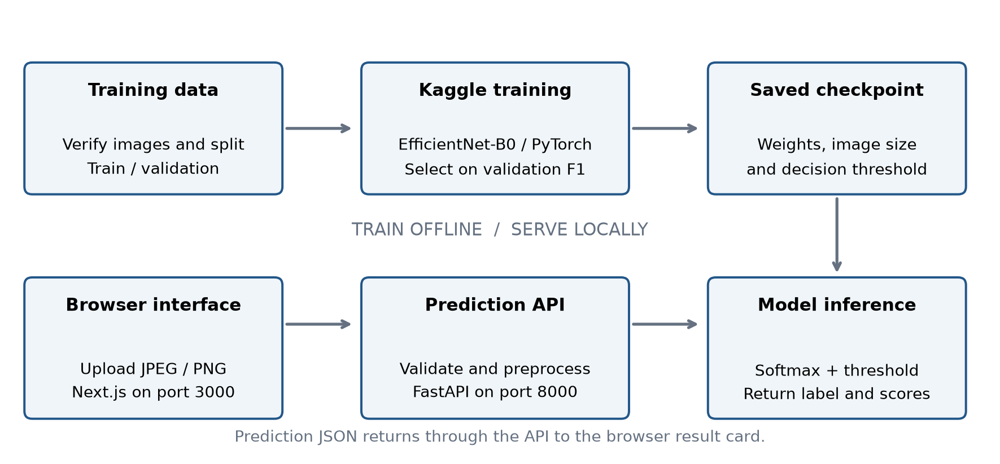 Training data
Verify images and split
Train / validation
Kaggle training
EfficientNet-B0 / PyTorch
Select on validation F1
Saved checkpoint
Weights, image size
and decision threshold
TRAIN OFFLINE / SERVE LOCALLY
Browser interface
Upload JPEG / PNG
Next.js on port 3000
Prediction API
Validate and preprocess
FastAPI on port 8000
Model inference
Softmax + threshold
Return label and scores
Prediction JSON returns through the API to the browser result card.